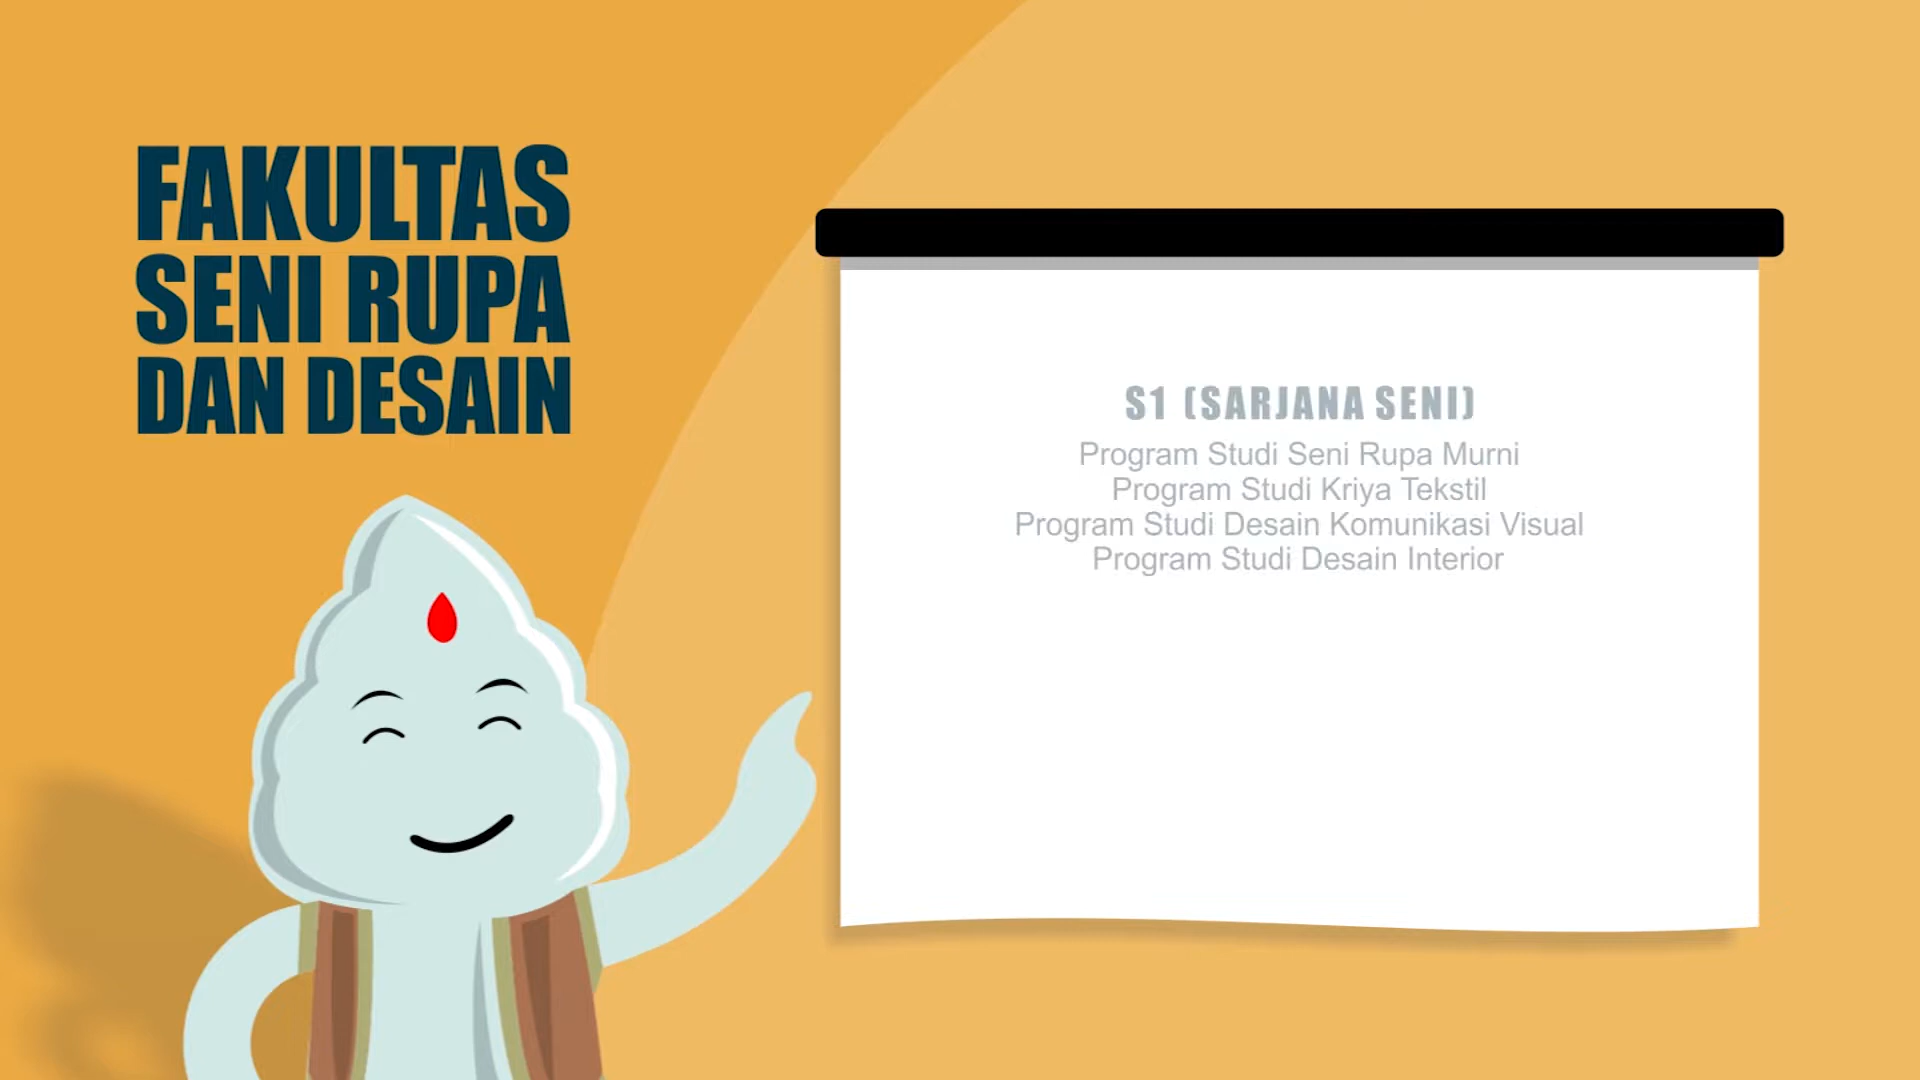 FAKULTAS
SENI RUPA
DAN DESAIN
S1 (SARJANA SENI)
Program Studi Seni Rupa Murni
Program Studi Kriya Tekstil
Program Studi Desain Komunikasi Visual
Program Studi Desain Interior